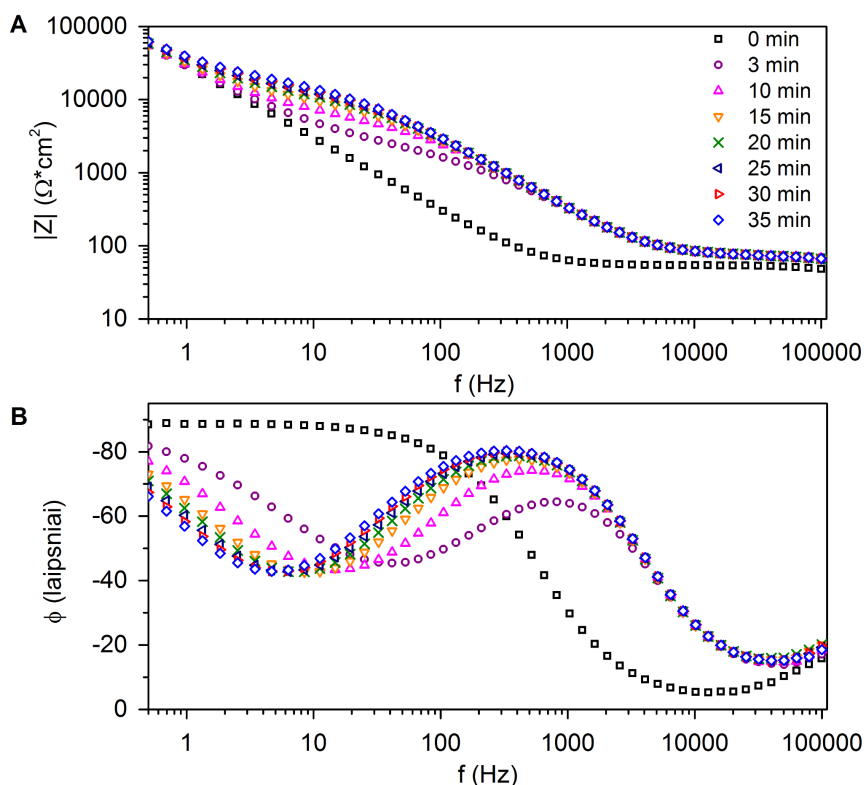 A
|Z| (Ω*cm²)
100000
10000
1000
100
10
0 min
3 min
10 min
15 min
20 min
25 min
30 min
35 min
1 10 100 1000 10000 100000
f (Hz)
B
ϕ (laipsniai)
-80
-60
-40
-20
0
1 10 100 1000 10000 100000
f (Hz)